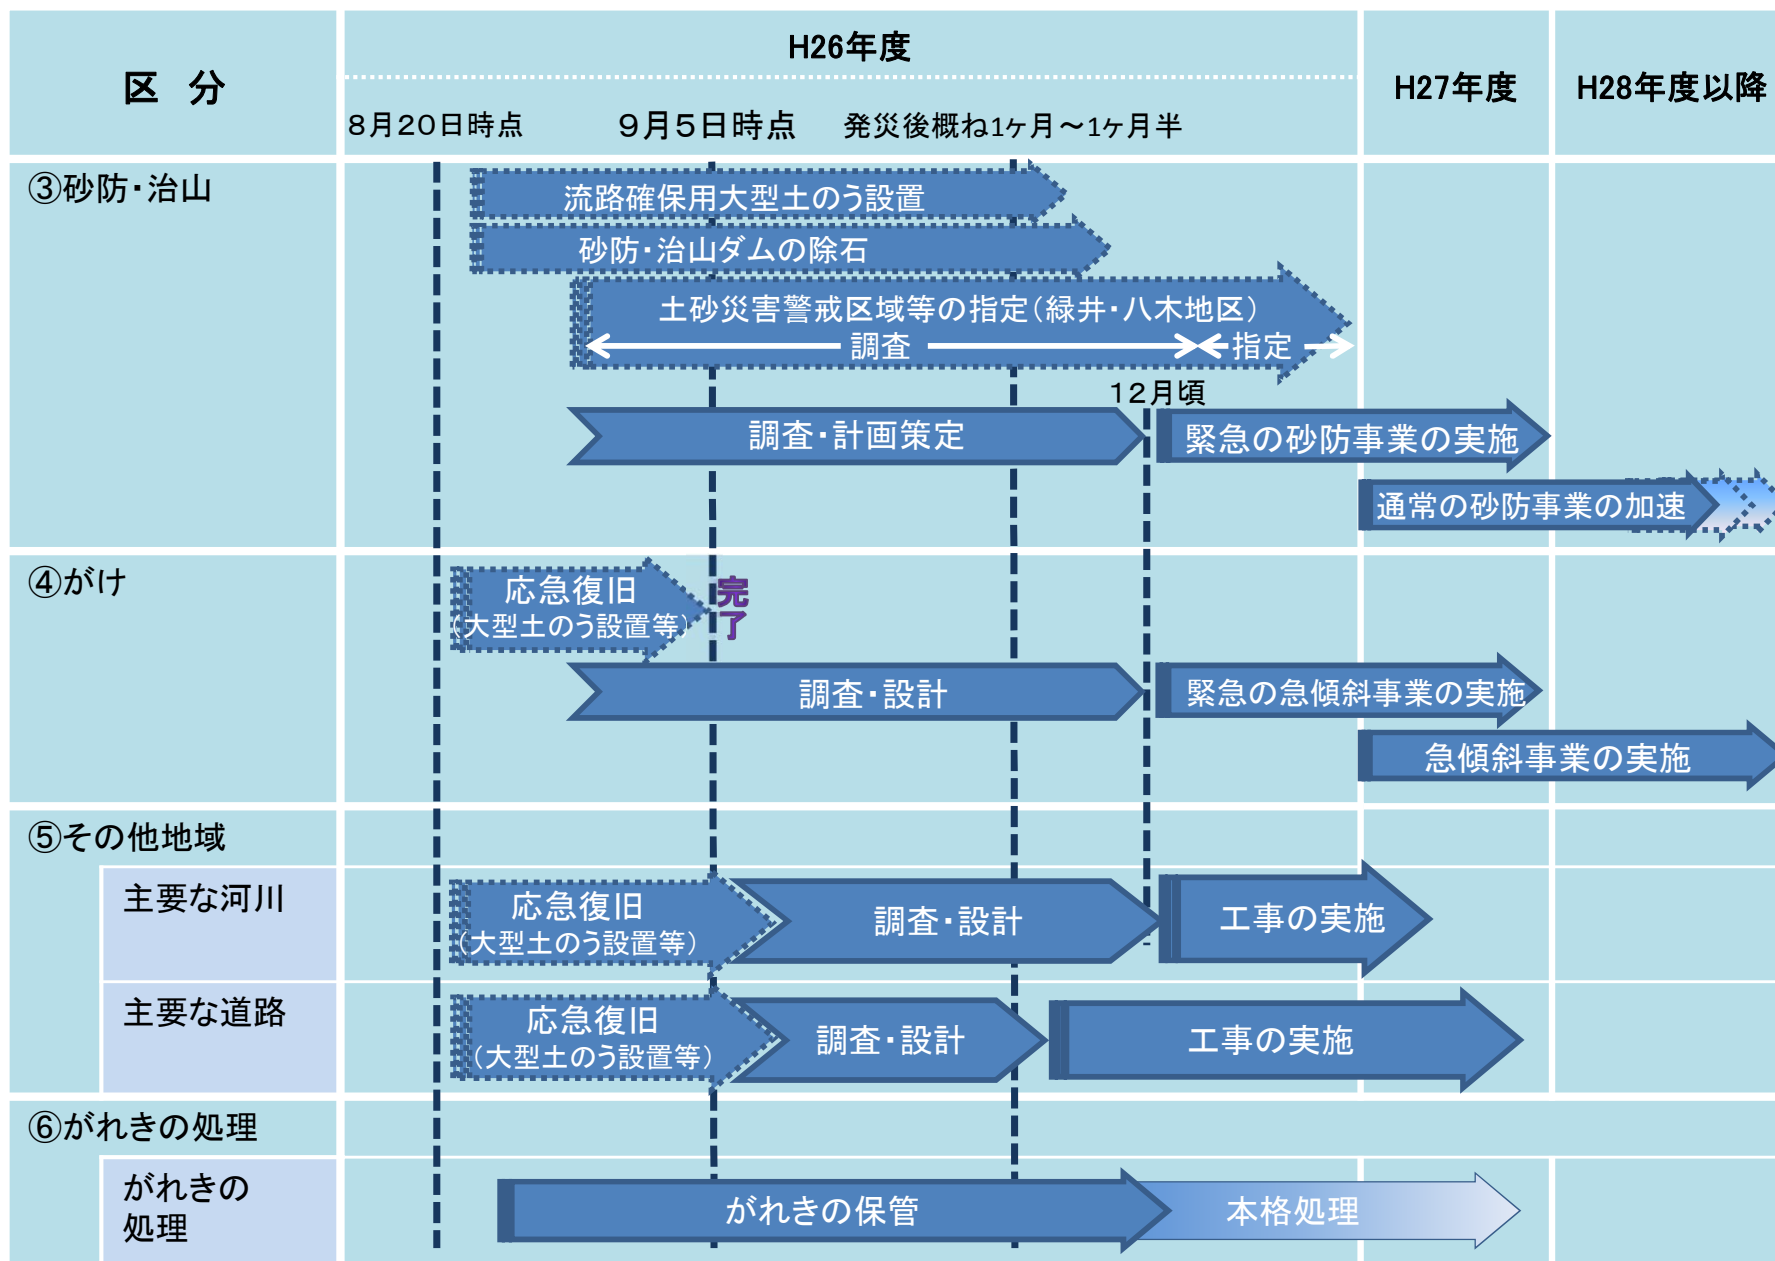 区 分
H26年度
H27年度
H28年度以降
8月20日時点
9月5日時点
発災後概ね1ヶ月～1ヶ月半
③砂防・治山
流路確保用大型土のう設置
砂防・治山ダムの除石
土砂災害警戒区域等の指定（緑井・八木地区）
調査
指定
12月頃
調査・計画策定
緊急の砂防事業の実施
通常の砂防事業の加速
④がけ
応急復旧
（大型土のう設置等）
完了
調査・設計
緊急の急傾斜事業の実施
急傾斜事業の実施
⑤その他地域
主要な河川
応急復旧
（大型土のう設置等）
調査・設計
工事の実施
主要な道路
応急復旧
（大型土のう設置等）
調査・設計
工事の実施
⑥がれきの処理
がれきの
処理
がれきの保管
本格処理